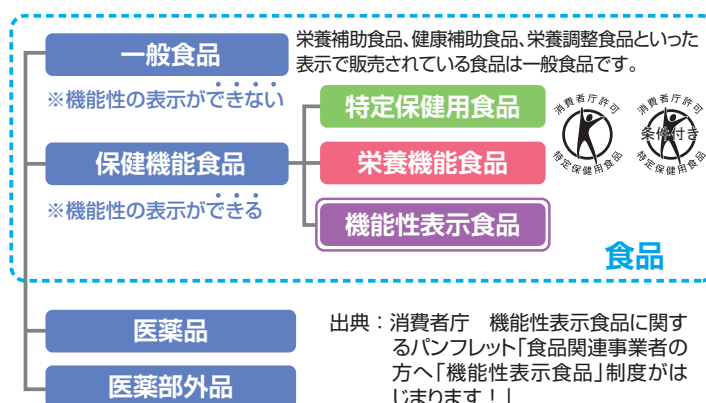 一般食品
栄養補助食品、健康補助食品、栄養調整食品といった
表示で販売されている食品は一般食品です。
※機能性の表示ができない
特定保健用食品
消費者庁許可
特定保健用食品
消費者庁許可
条件付き
特定保健用食品
保健機能食品
栄養機能食品
※機能性の表示ができる
機能性表示食品
食品
医薬品
医薬部外品
出典：消費者庁　機能性表示食品に関す
るパンフレット「食品関連事業者の
方へ「機能性表示食品」制度がは
じまります！」